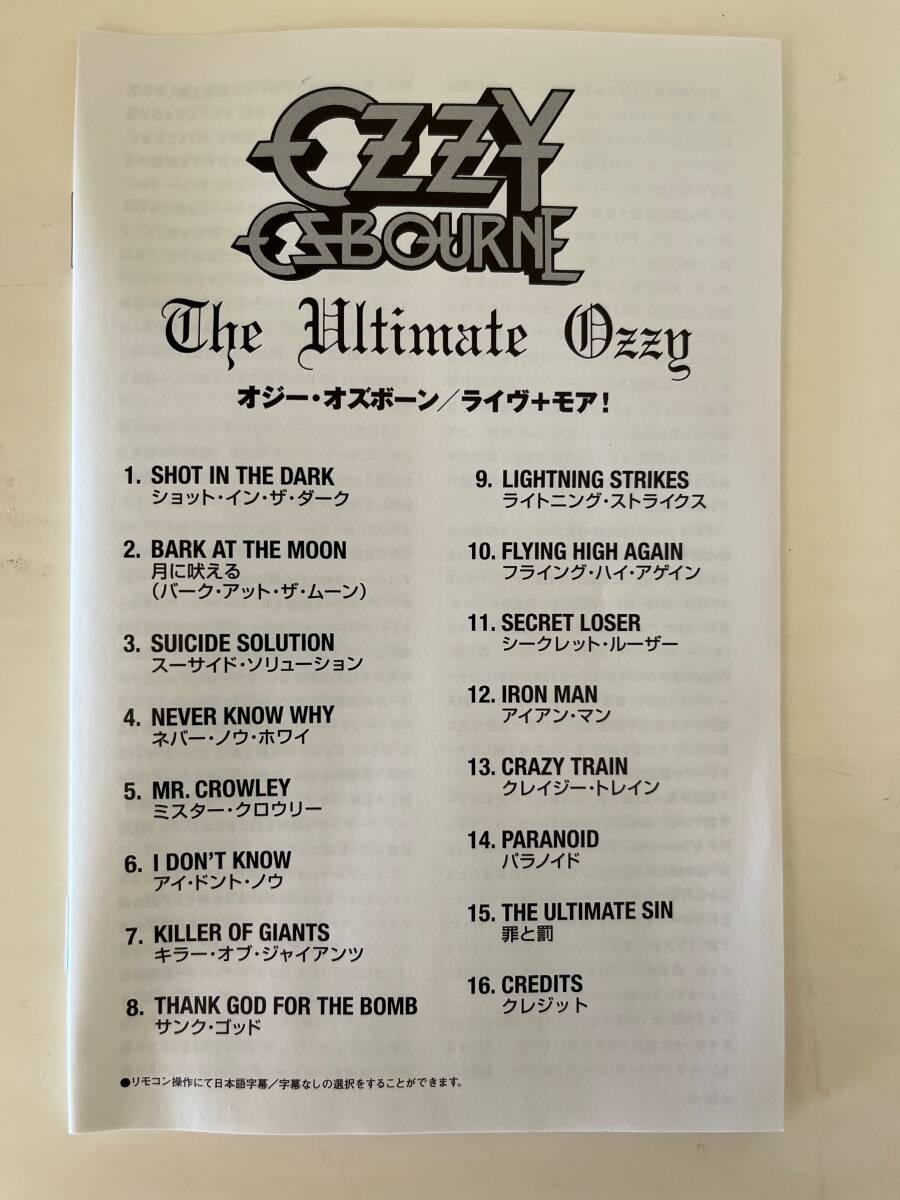 OZZY
OSBOURNE
The Ultimate Ozzy
オジー・オズボーン／ライヴ+モア!
1. SHOT IN THE DARK
ショット・イン・ザ・ダーク
2. BARK AT THE MOON
月に吠える
（バーク・アット・ザ・ムーン）
3. SUICIDE SOLUTION
スーサイド・ソリューション
4. NEVER KNOW WHY
ネバー・ノウ・ホワイ
5. MR. CROWLEY
ミスター・クロウリー
6. I DON'T KNOW
アイ・ドント・ノウ
7. KILLER OF GIANTS
キラー・オブ・ジャイアンツ
8. THANK GOD FOR THE BOMB
サンク・ゴッド
9. LIGHTNING STRIKES
ライトニング・ストライクス
10. FLYING HIGH AGAIN
フライング・ハイ・アゲイン
11. SECRET LOSER
シークレット・ルーザー
12. IRON MAN
アイアン・マン
13. CRAZY TRAIN
クレイジー・トレイン
14. PARANOID
パラノイド
15. THE ULTIMATE SIN
罪と罰
16. CREDITS
クレジット
●リモコン操作にて日本語字幕／字幕なしの選択をすることができます。